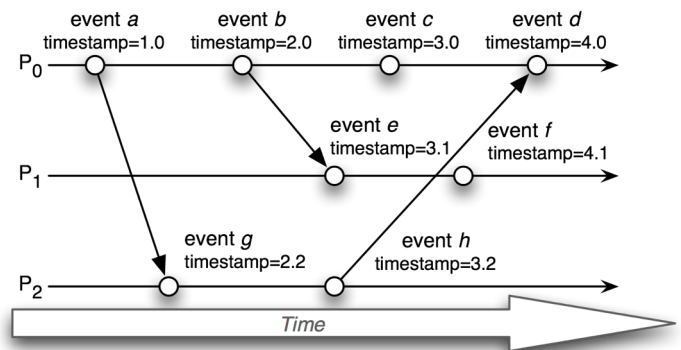 event a
timestamp=1.0
event b
timestamp=2.0
event c
timestamp=3.0
event d
timestamp=4.0
P0
event e
timestamp=3.1
event f
timestamp=4.1
P1
event g
timestamp=2.2
event h
timestamp=3.2
P2
Time